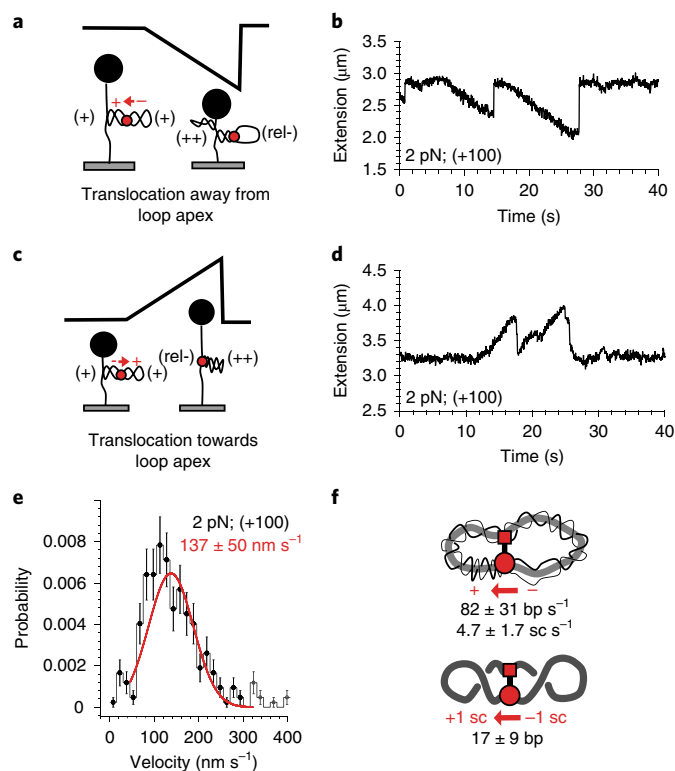 a
+ −
(+) (+)
(++) (rel-)
Translocation away from
loop apex
b
Extension (μm)
3.5
3.0
2.5
2.0
1.5
2 pN; (+100)
0 10 20 30 40
Time (s)
c
- +
(+) (+)
(rel-) (++)
Translocation towards
loop apex
d
Extension (μm)
4.5
4.0
3.5
3.0
2.5
2 pN; (+100)
0 10 20 30 40
Time (s)
e
Probability
0.008
0.006
0.004
0.002
0
2 pN; (+100)
137 ± 50 nm s⁻¹
0 100 200 300 400
Velocity (nm s⁻¹)
f
+ −
82 ± 31 bp s⁻¹
4.7 ± 1.7 sc s⁻¹
+1 sc −1 sc
17 ± 9 bp